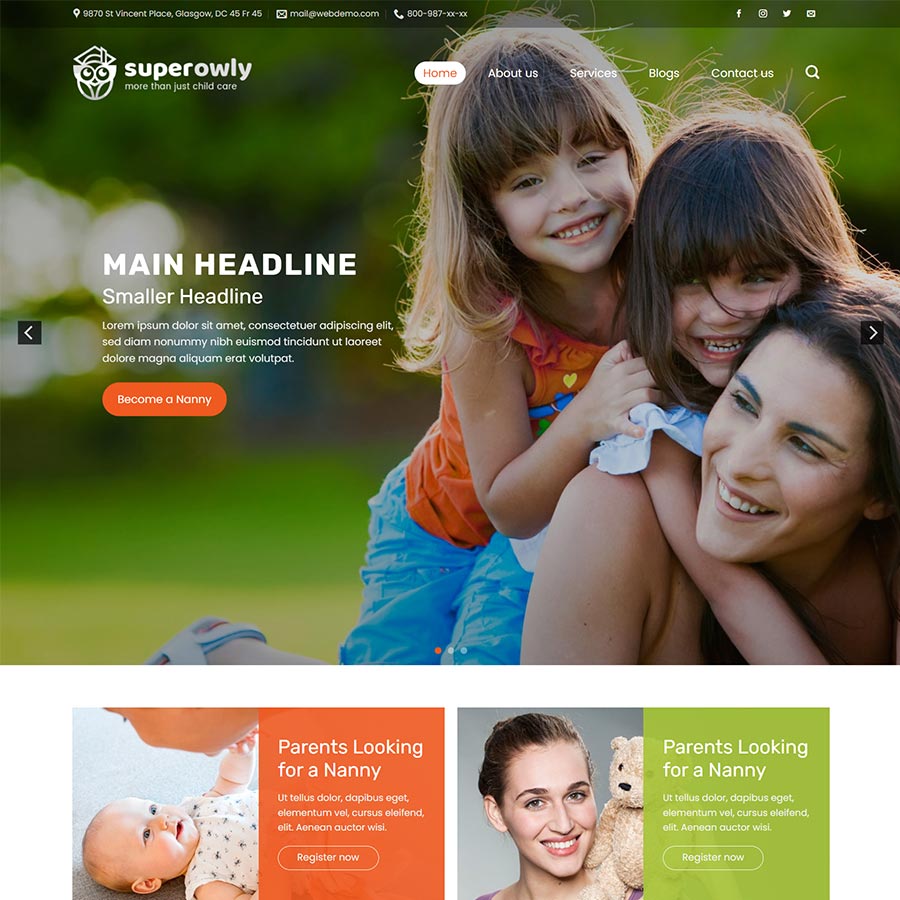 9870 St Vincent Place, Glasgow, DC 45 Fr 45
mail@webdemo.com
800-987-xx-xx
superowly
more than just child care
Home
About us
Services
Blogs
Contact us
MAIN HEADLINE
Smaller Headline
Lorem ipsum dolor sit amet, consectetuer adipiscing elit,
sed diam nonummy nibh euismod tincidunt ut laoreet
dolore magna aliquam erat volutpat.
Become a Nanny
Parents Looking
for a Nanny
Ut tellus dolor, dapibus eget,
elementum vel, cursus eleifend,
elit. Aenean auctor wisi.
Register now
Parents Looking
for a Nanny
Ut tellus dolor, dapibus eget,
elementum vel, cursus eleifend,
elit. Aenean auctor wisi.
Register now